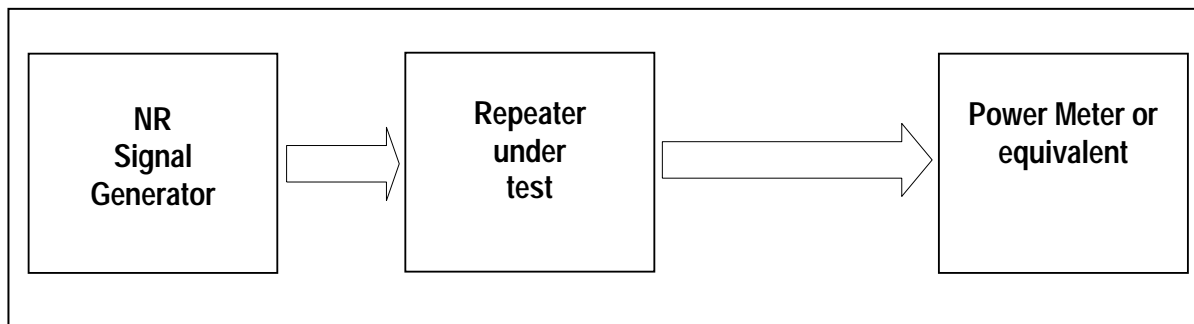 NR
Signal
Generator
Repeater
under
test
Power Meter or
equivalent